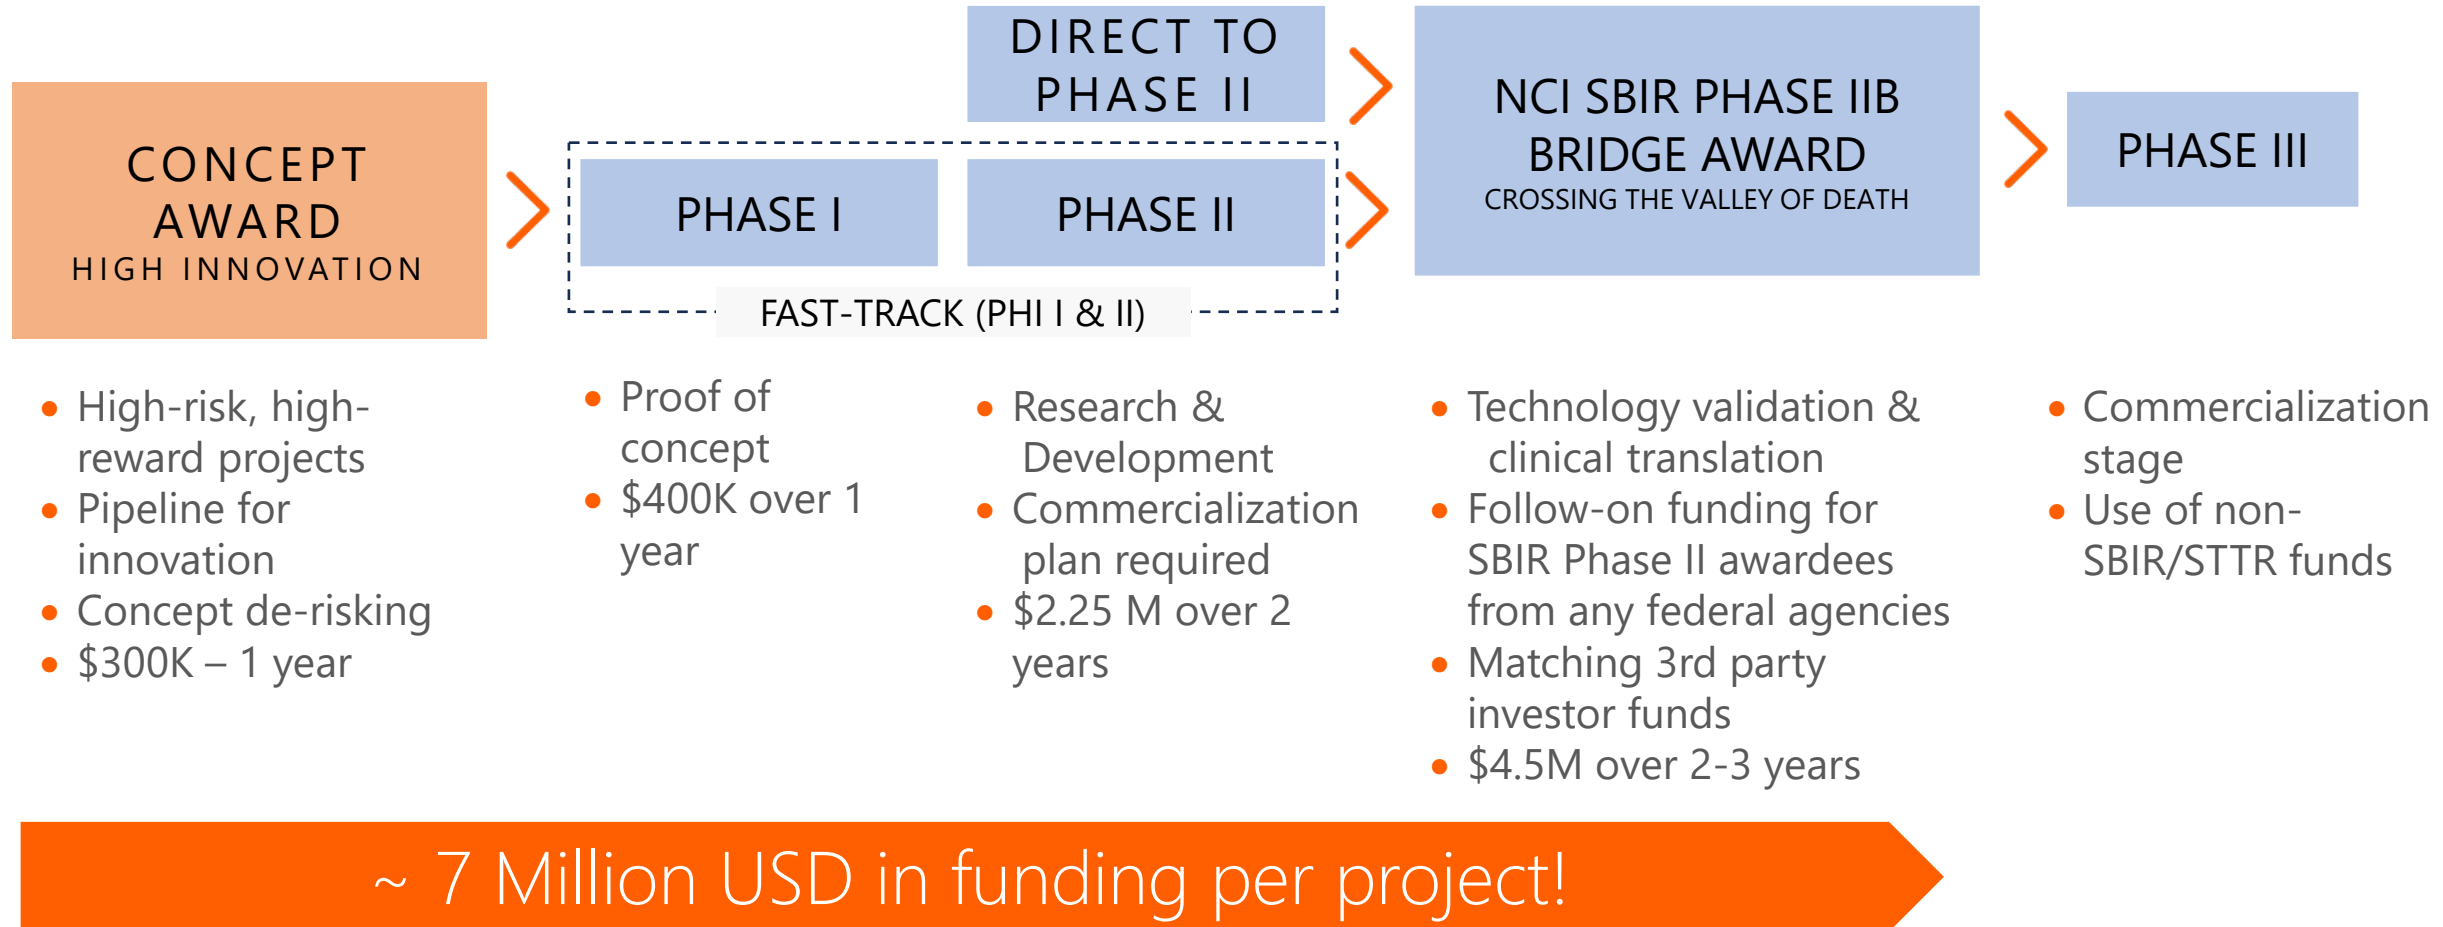 CONCEPT
AWARD
HIGH INNOVATION
DIRECT TO
PHASE II
PHASE I
PHASE II
FAST-TRACK (PHI I & II)
NCI SBIR PHASE IIB
BRIDGE AWARD
CROSSING THE VALLEY OF DEATH
PHASE III
• High-risk, high-
reward projects
• Pipeline for
innovation
• Concept de-risking
• $300K – 1 year
• Proof of
concept
• $400K over 1
year
• Research &
Development
• Commercialization
plan required
• $2.25 M over 2
years
• Technology validation &
clinical translation
• Follow-on funding for
SBIR Phase II awardees
from any federal agencies
• Matching 3rd party
investor funds
• $4.5M over 2-3 years
• Commercialization
stage
• Use of non-
SBIR/STTR funds
~ 7 Million USD in funding per project!